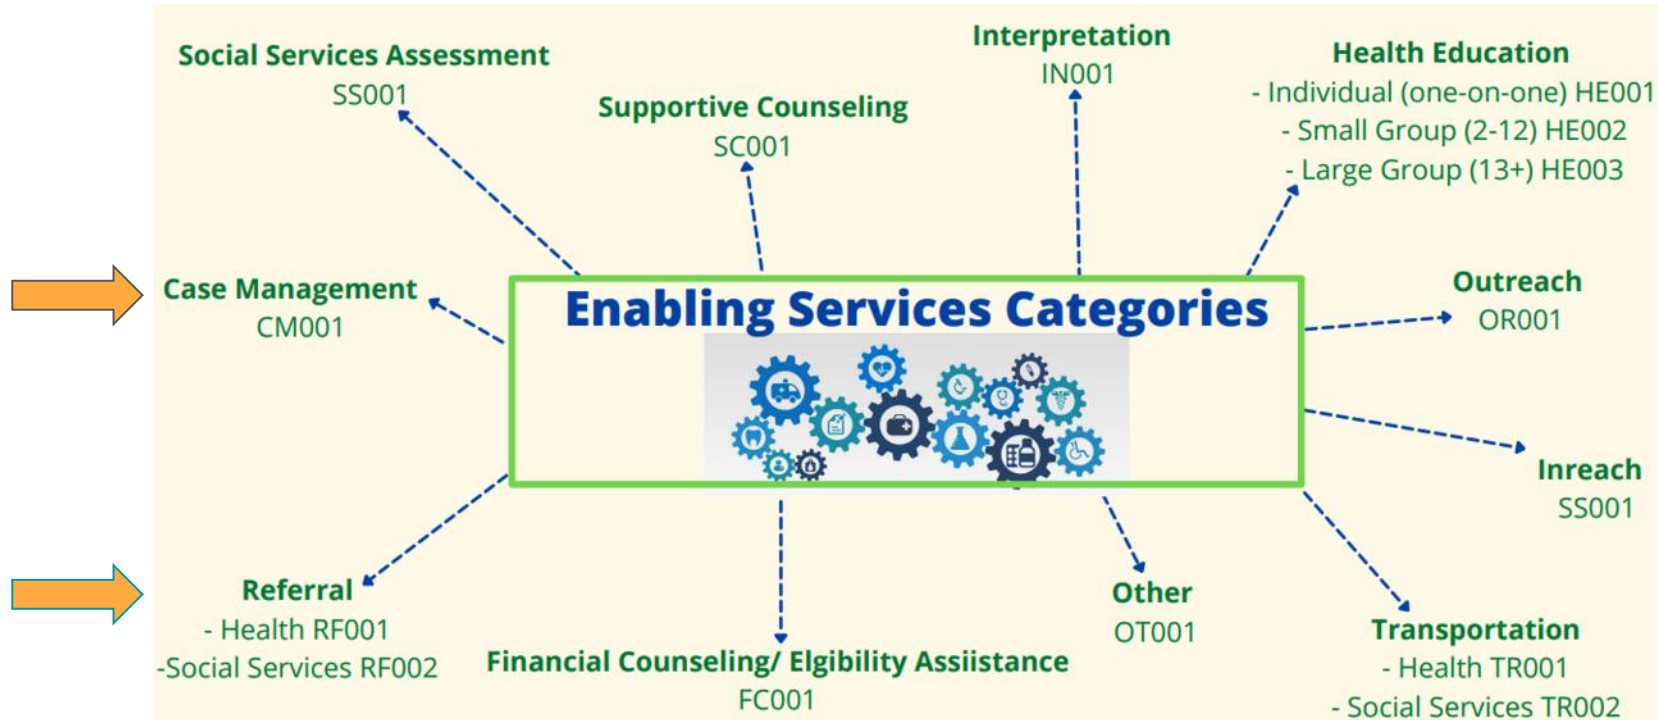 Social Services Assessment
SS001
Supportive Counseling
SC001
Interpretation
IN001
Health Education
- Individual (one-on-one) HE001
- Small Group (2-12) HE002
- Large Group (13+) HE003
Case Management
CM001
Enabling Services Categories
Outreach
OR001
Inreach
SS001
Referral
- Health RF001
-Social Services RF002
Financial Counseling/ Elgibility Assiistance
FC001
Other
OT001
Transportation
- Health TR001
- Social Services TR002